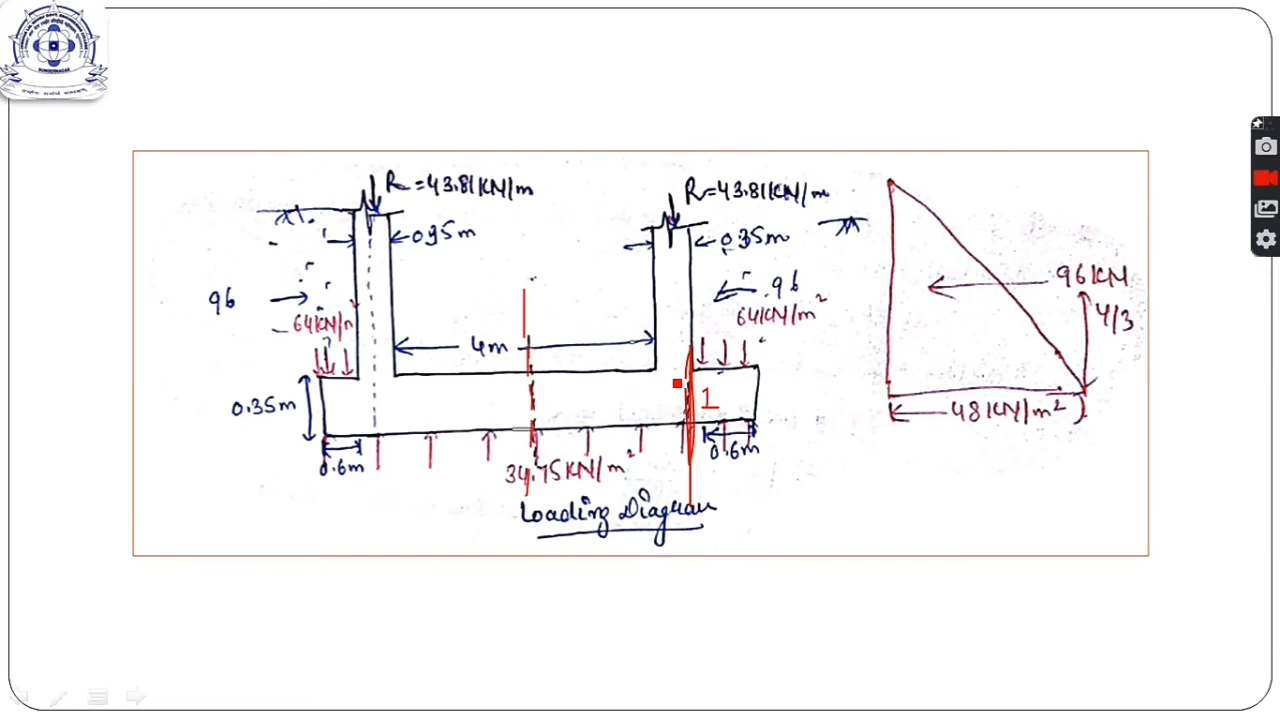 SUNDERNAGAR
R=43.81KN/m
R=43.81KN/m
0.35m
0.35m
96
96
96KN
64KN/m²
4/3
4m
0.35m
1
48KN/m²
0.6m
0.6m
34.75KN/m²
Loading Diagram